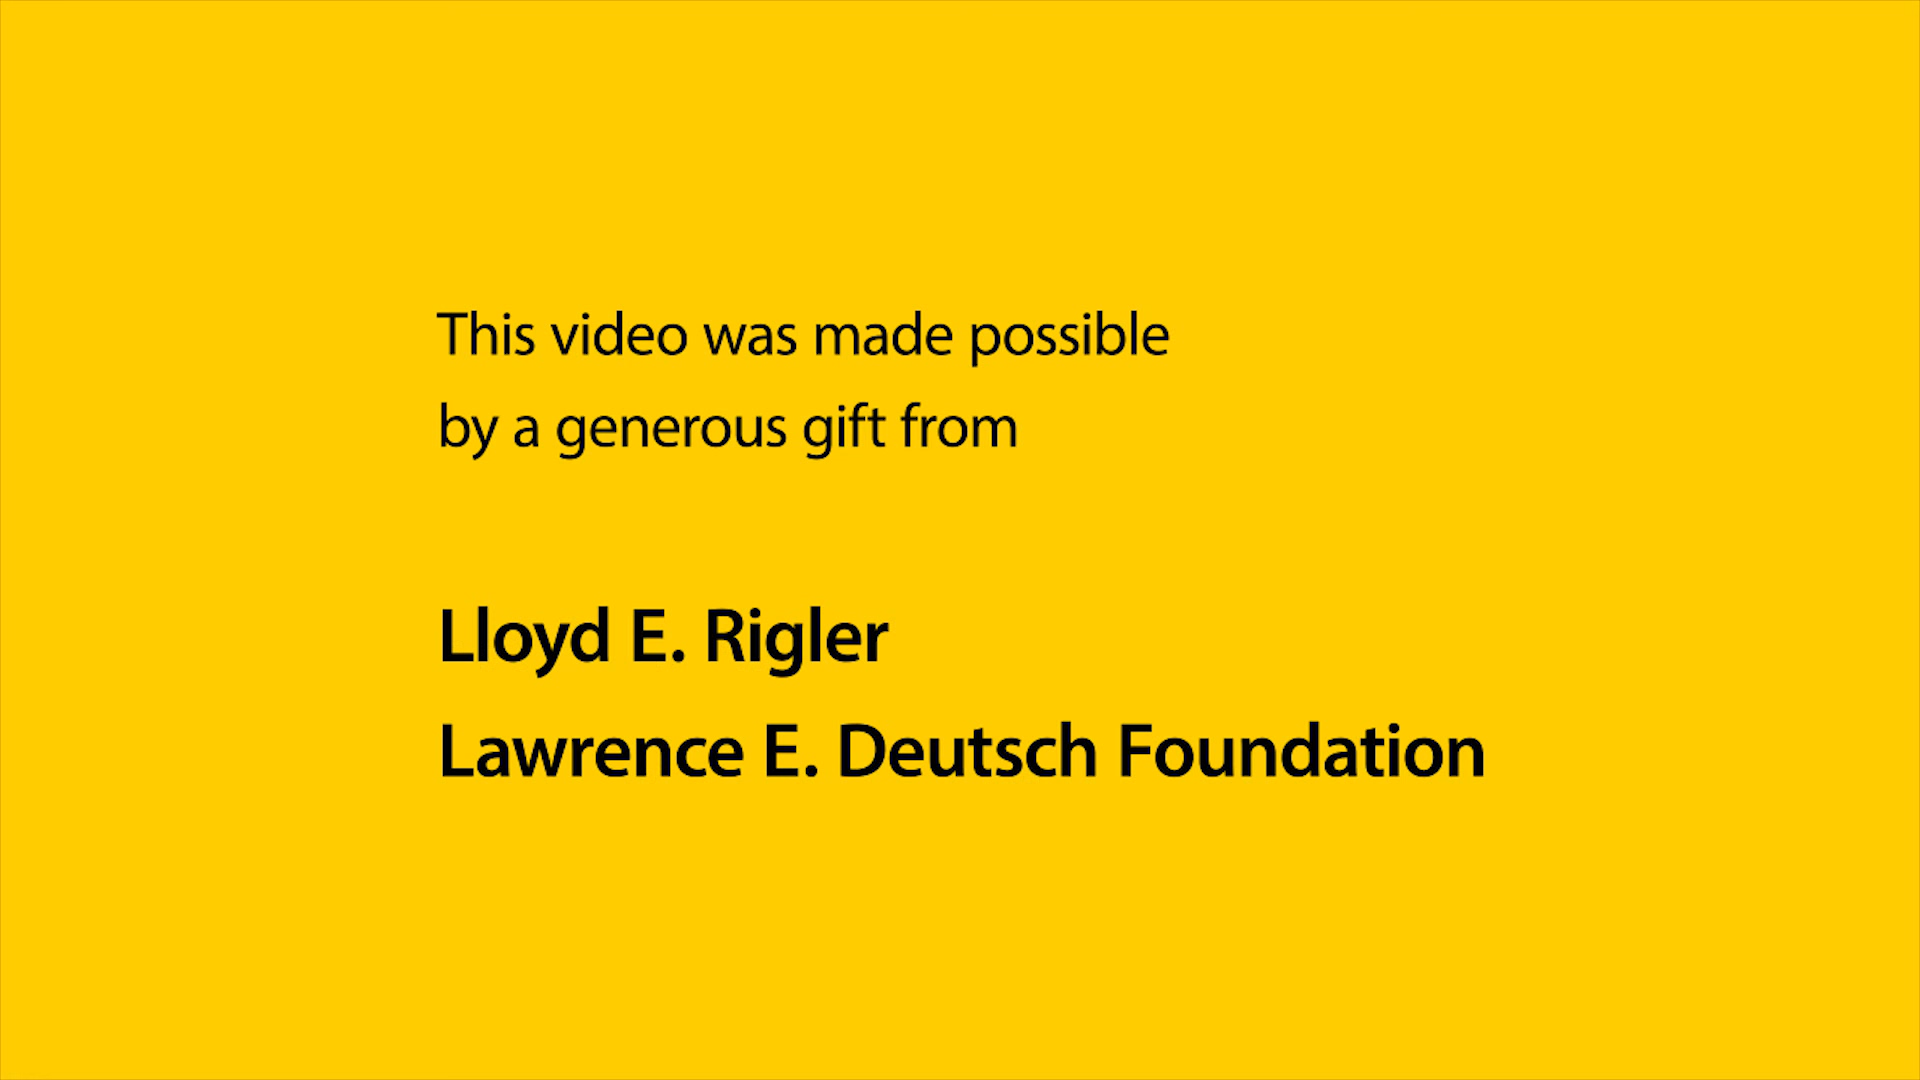 This video was made possible
by a generous gift from
Lloyd E. Rigler
Lawrence E. Deutsch Foundation